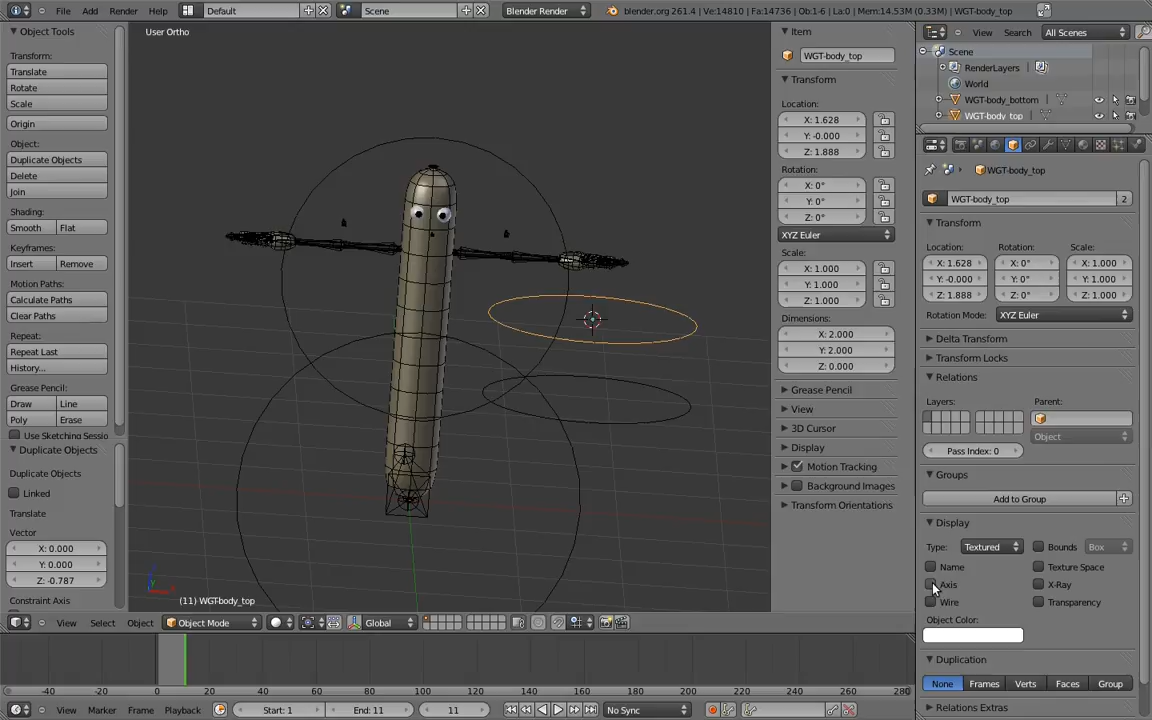 File Add Render Help Default Scene Blender Render blender.org 261.4 | Ve:14810 | Fa:14736 | Ob:1-6 | La:0 | Mem:14.53M (0.33M) | WGT-body_top
Object Tools
Transform:
Translate
Rotate
Scale
Origin
Object:
Duplicate Objects
Delete
Join
Shading:
Smooth Flat
Keyframes:
Insert Remove
Motion Paths:
Calculate Paths
Clear Paths
Repeat:
Repeat Last
History...
Grease Pencil:
Draw Line
Poly Erase
Use Sketching Sessio
Duplicate Objects
Duplicate Objects
Linked
Translate
Vector
X: 0.000
Y: 0.000
Z: -0.787
Constraint Axis
User Ortho
(11) WGT-body_top
View Select Object Object Mode Global
Item
WGT-body_top
Transform
Location:
X: 1.628
Y: -0.000
Z: 1.888
Rotation:
X: 0°
Y: 0°
Z: 0°
XYZ Euler
Scale:
X: 1.000
Y: 1.000
Z: 1.000
Dimensions:
X: 2.000
Y: 2.000
Z: 0.000
Grease Pencil
View
3D Cursor
Display
Motion Tracking
Background Images
Transform Orientations
View Search All Scenes
Scene
RenderLayers
World
WGT-body_bottom
WGT-body_top
WGT-body_top
WGT-body_top 2
Transform
Location: Rotation: Scale:
X: 1.628 X: 0° X: 1.000
Y: -0.000 Y: 0° Y: 1.000
Z: 1.888 Z: 0° Z: 1.000
Rotation Mode: XYZ Euler
Delta Transform
Transform Locks
Relations
Layers: Parent:
Object
Pass Index: 0
Groups
Add to Group
Display
Type: Textured Bounds Box
Name Texture Space
Axis X-Ray
Wire Transparency
Object Color:
Duplication
None Frames Verts Faces Group
Relations Extras
-40 -20 0 20 40 60 80 100 120 140 160 180 200 220 240 260 280
View Marker Frame Playback Start: 1 End: 11 11 No Sync